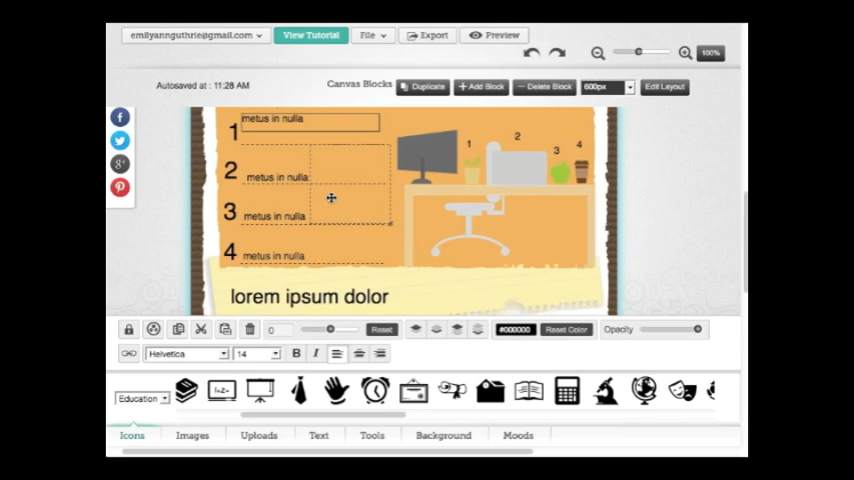 emilyannguthrie@gmail.com View Tutorial File Export Preview
100%
Autosaved at : 11:28 AM Canvas Blocks Duplicate + Add Block – Delete Block 600px Edit Layout
metus in nulla
1
2 metus in nulla
3 metus in nulla
4 metus in nulla
1 2 3 4
lorem ipsum dolor
0 Reset #000000 Reset Color Opacity
Helvetica 14 B I
Education
Icons Images Uploads Text Tools Background Moods